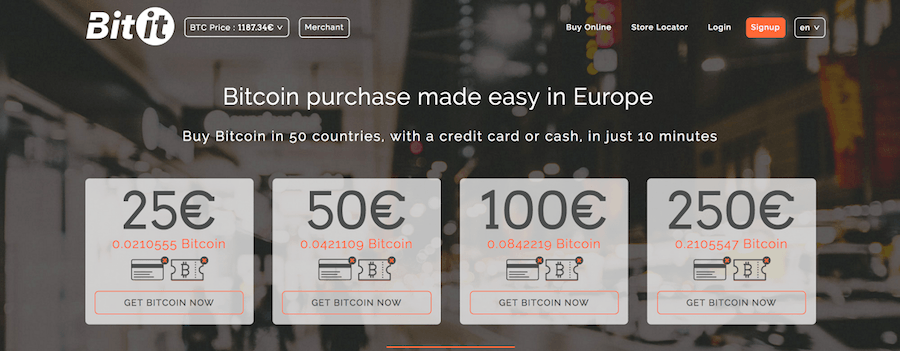 Bitit
BTC Price : 1187.34€
Merchant
Buy Online
Store Locator
Login
Signup
en
Bitcoin purchase made easy in Europe
Buy Bitcoin in 50 countries, with a credit card or cash, in just 10 minutes
25€
0.0210555 Bitcoin
GET BITCOIN NOW
50€
0.0421109 Bitcoin
GET BITCOIN NOW
100€
0.0842219 Bitcoin
GET BITCOIN NOW
250€
0.2105547 Bitcoin
GET BITCOIN NOW